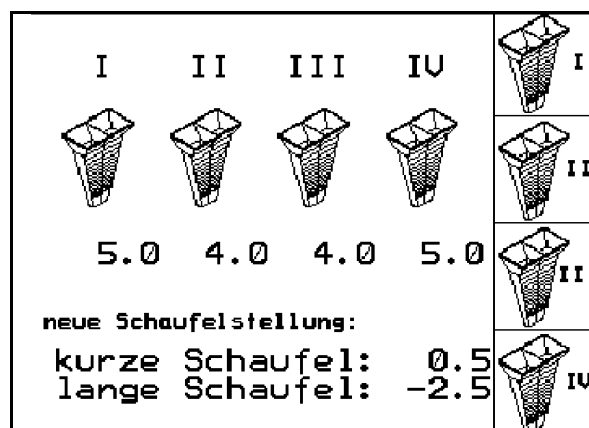 I II III IV
5.0 4.0 4.0 5.0
neue Schaufelstellung:
kurze Schaufel: 0.5
lange Schaufel: -2.5
I
II
II
IV